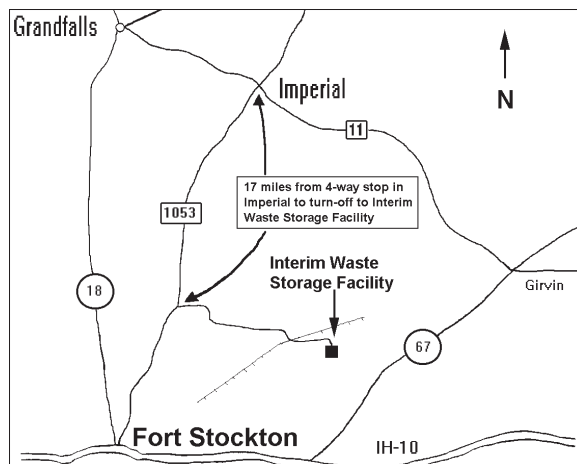 Grandfalls
Imperial
N
11
17 miles from 4-way stop in
Imperial to turn-off to Interim
Waste Storage Facility
1053
Interim Waste
Storage Facility
18
Girvin
67
Fort Stockton
IH-10